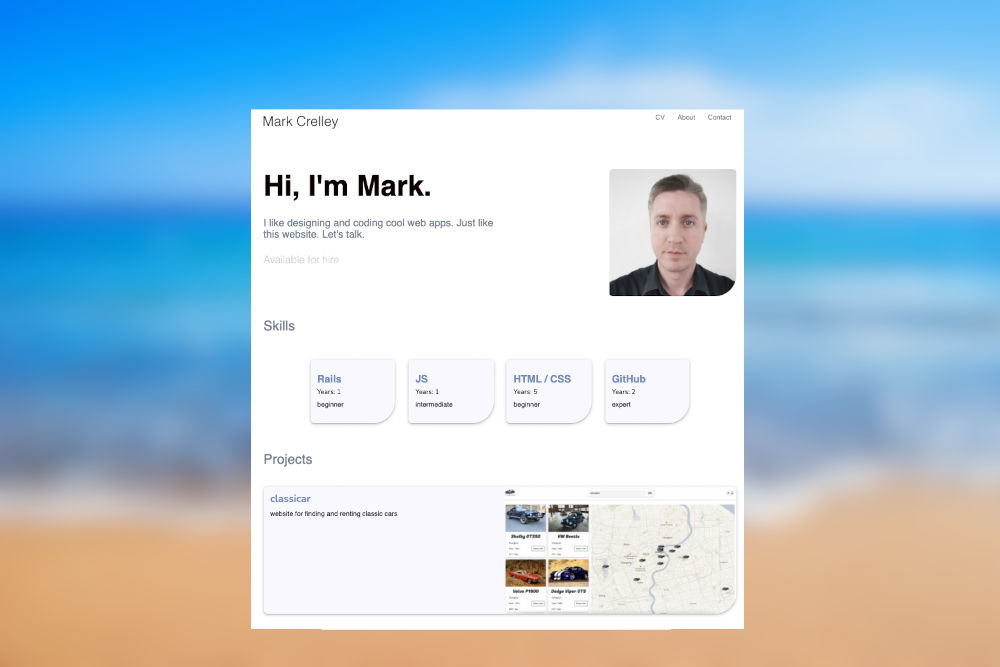 Mark Crelley
CV About Contact
Hi, I'm Mark.
I like designing and coding cool web apps. Just like
this website. Let's talk.
Available for hire
Skills
Rails
Years: 1
beginner
JS
Years: 1
intermediate
HTML / CSS
Years: 5
beginner
GitHub
Years: 2
expert
Projects
classicar
website for finding and renting classic cars
Shelby GT350
VW Beetle
Volvo P1800
Dodge Viper GTS